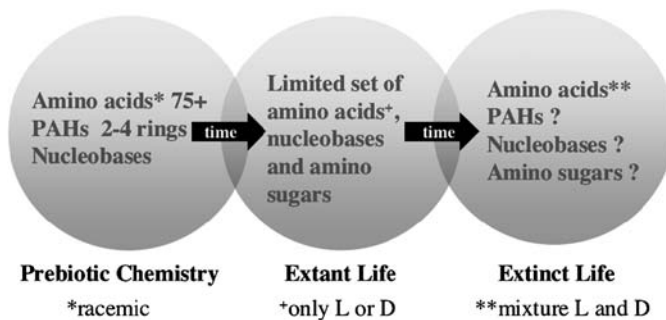 Amino acids* 75+
PAHs 2-4 rings
Nucleobases
time
Limited set of
amino acids⁺,
nucleobases
and amino
sugars
time
Amino acids**
PAHs ?
Nucleobases ?
Amino sugars ?
Prebiotic Chemistry
*racemic
Extant Life
⁺only L or D
Extinct Life
**mixture L and D